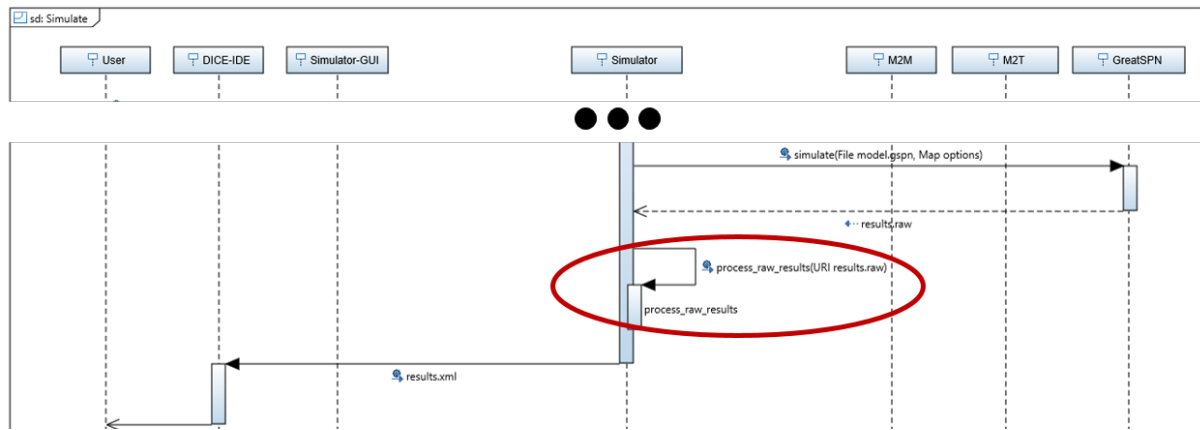 sd: Simulate
User
DICE-IDE
Simulator-GUI
Simulator
M2M
M2T
GreatSPN
simulate(File model.gspn, Map options)
results.raw
process_raw_results(URI results.raw)
process_raw_results
results.xml